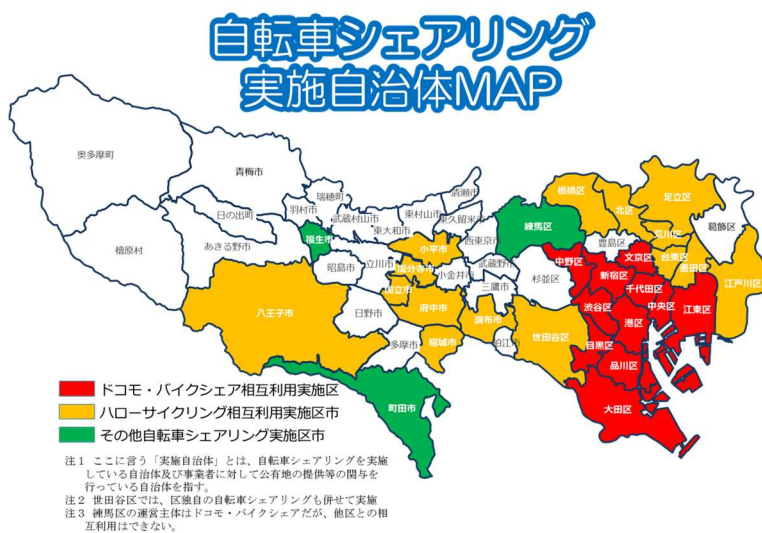 自転車シェアリング
実施自治体MAP
奥多摩町
青梅市
瑞穂町
清瀬市
羽村市
武蔵村山市
東村山市
東久留米市
日の出町
東大和市
あきる野市
福生市
小平市
西東京市
檜原村
昭島市
立川市
国分寺市
小金井市
武蔵野市
国立市
三鷹市
八王子市
日野市
府中市
調布市
多摩市
稲城市
狛江市
町田市
板橋区
北区
足立区
練馬区
豊島区
荒川区
葛飾区
文京区
台東区
墨田区
中野区
新宿区
杉並区
千代田区
江戸川区
渋谷区
中央区
江東区
港区
世田谷区
目黒区
品川区
大田区
ドコモ・バイクシェア相互利用実施区
ハローサイクリング相互利用実施区市
その他自転車シェアリング実施区市
注1 ここに言う「実施自治体」とは、自転車シェアリングを実施
している自治体及び事業者に対して公有地の提供等の関与を
行っている自治体を指す。
注2 世田谷区では、区独自の自転車シェアリングも併せて実施
注3 練馬区の運営主体はドコモ・バイクシェアだが、他区との相
互利用はできない。